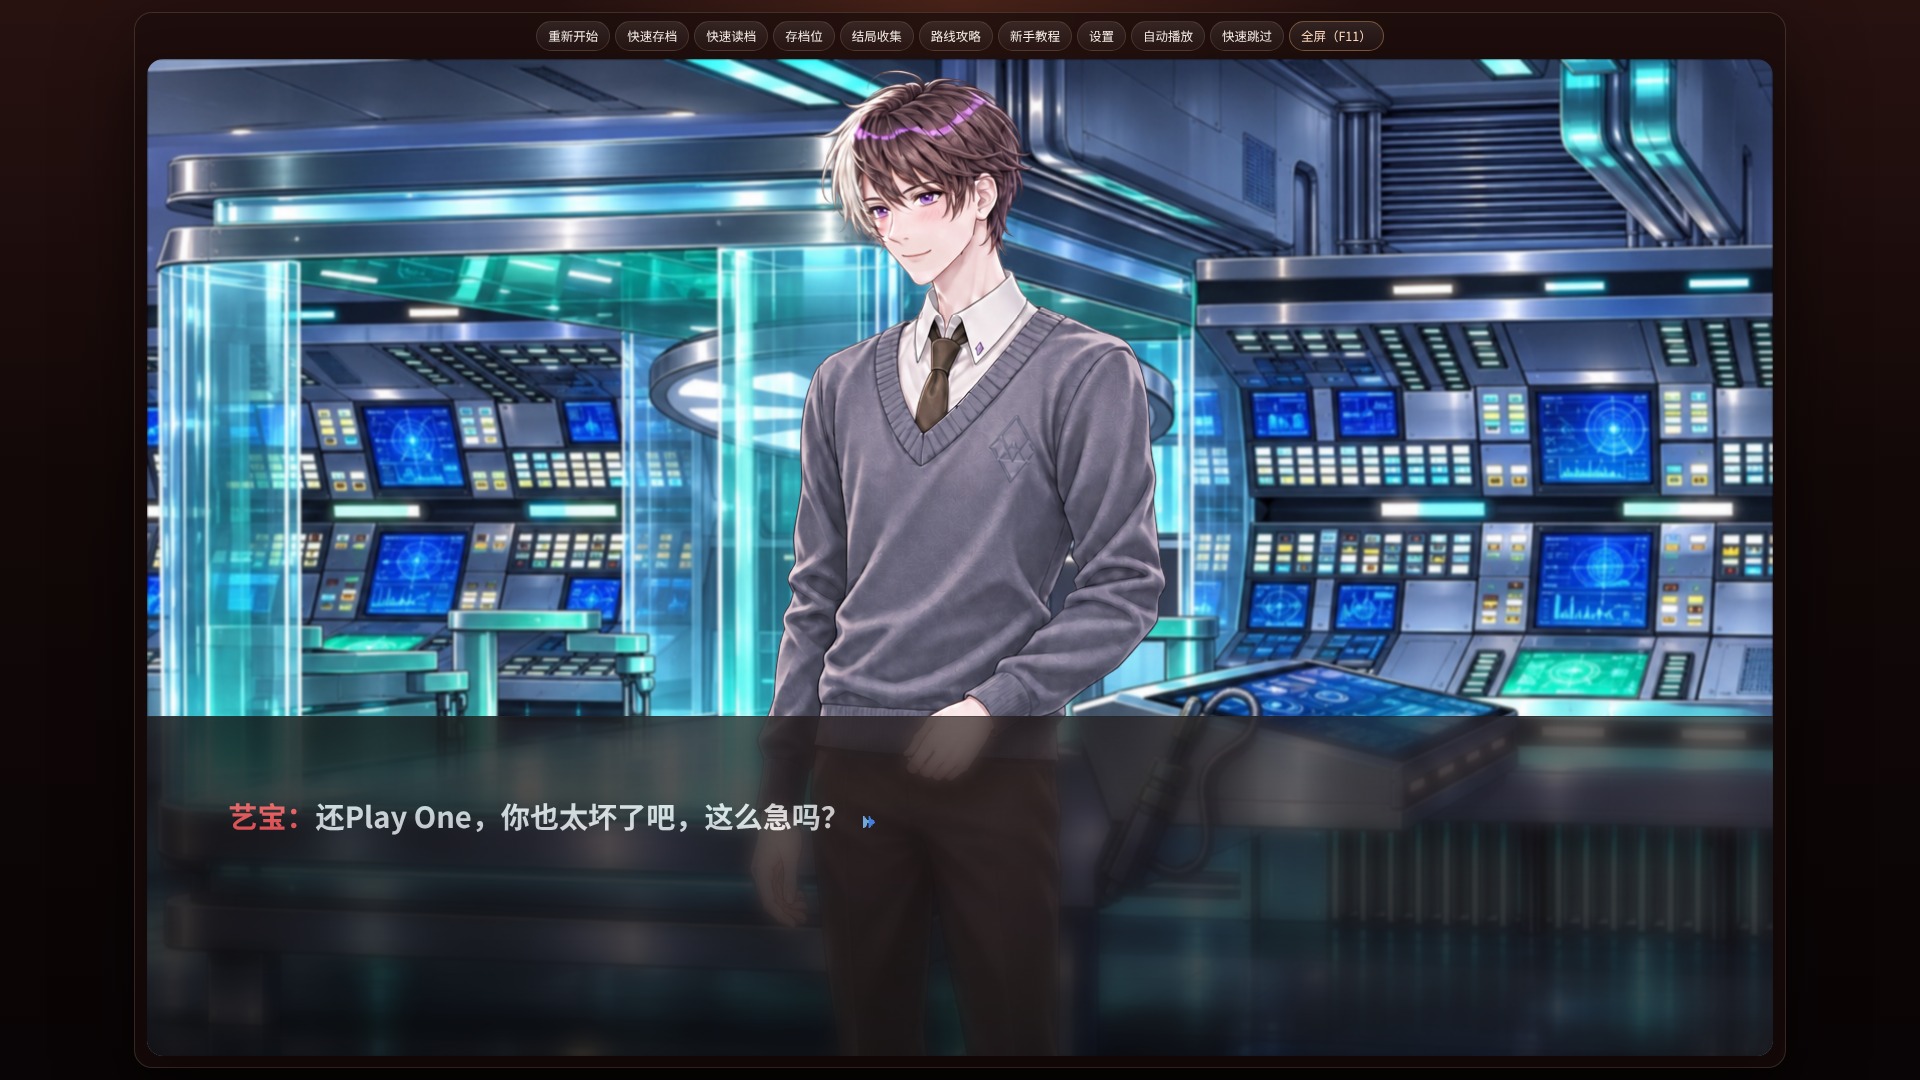 重新开始
快速存档
快速读档
存档位
结局收集
路线攻略
新手教程
设置
自动播放
快速跳过
全屏（F11）
艺宝：还Play One，你也太坏了吧，这么急吗？